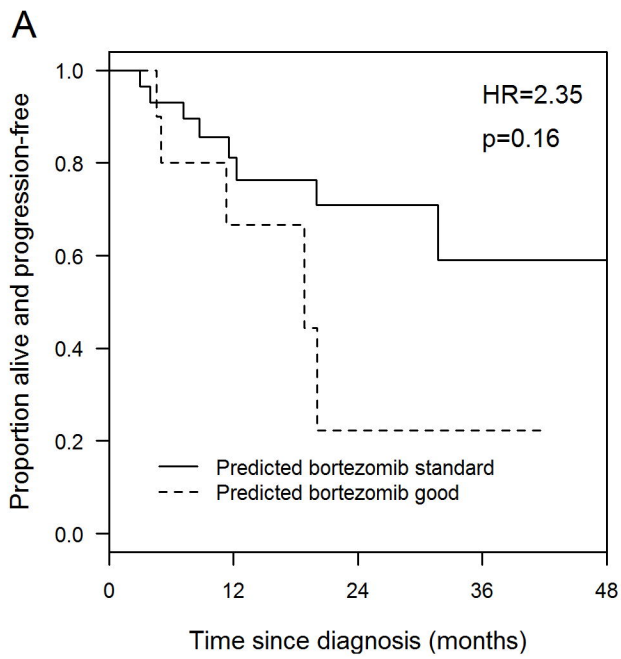 A
HR=2.35
p=0.16
Proportion alive and progression-free
1.0
0.8
0.6
0.4
0.2
0.0
Predicted bortezomib standard
Predicted bortezomib good
0 12 24 36 48
Time since diagnosis (months)